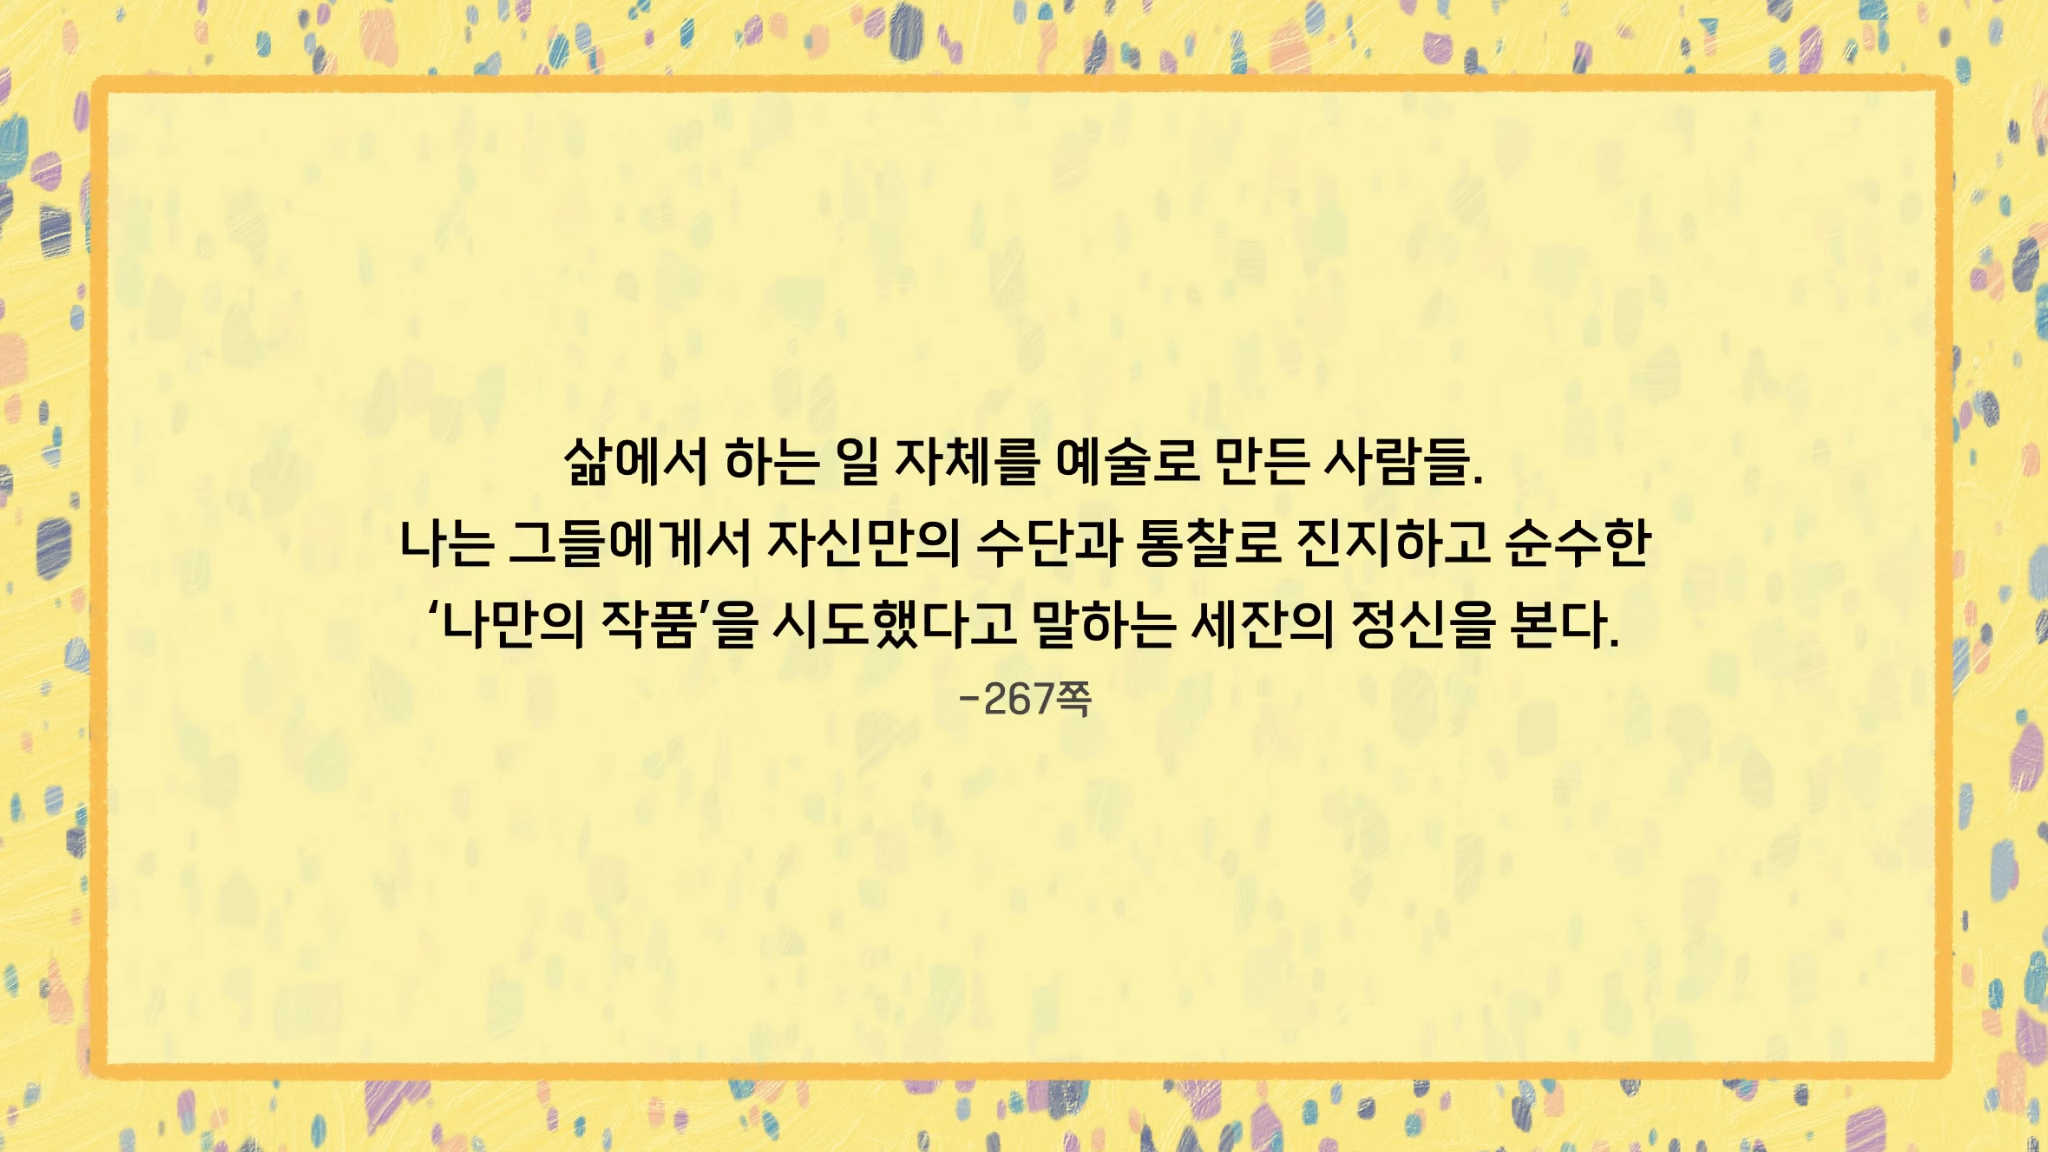 삶에서 하는 일 자체를 예술로 만든 사람들.
나는 그들에게서 자신만의 수단과 통찰로 진지하고 순수한
‘나만의 작품’을 시도했다고 말하는 세잔의 정신을 본다.
-267쪽